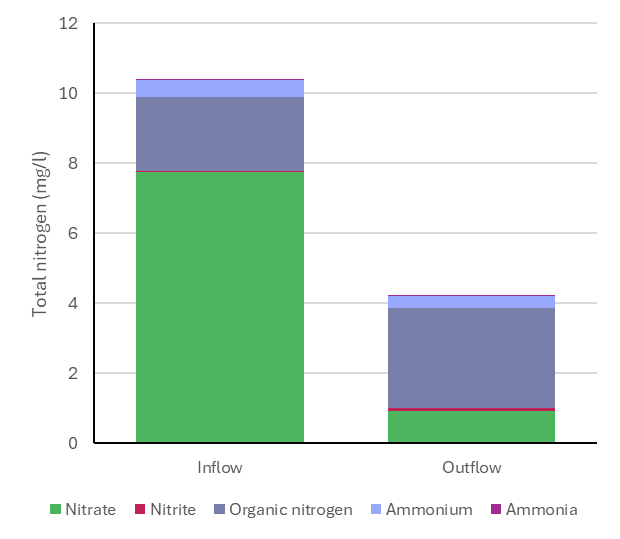 12
10
8
6
4
2
0
Total nitrogen (mg/l)
Inflow Outflow
Nitrate Nitrite Organic nitrogen Ammonium Ammonia